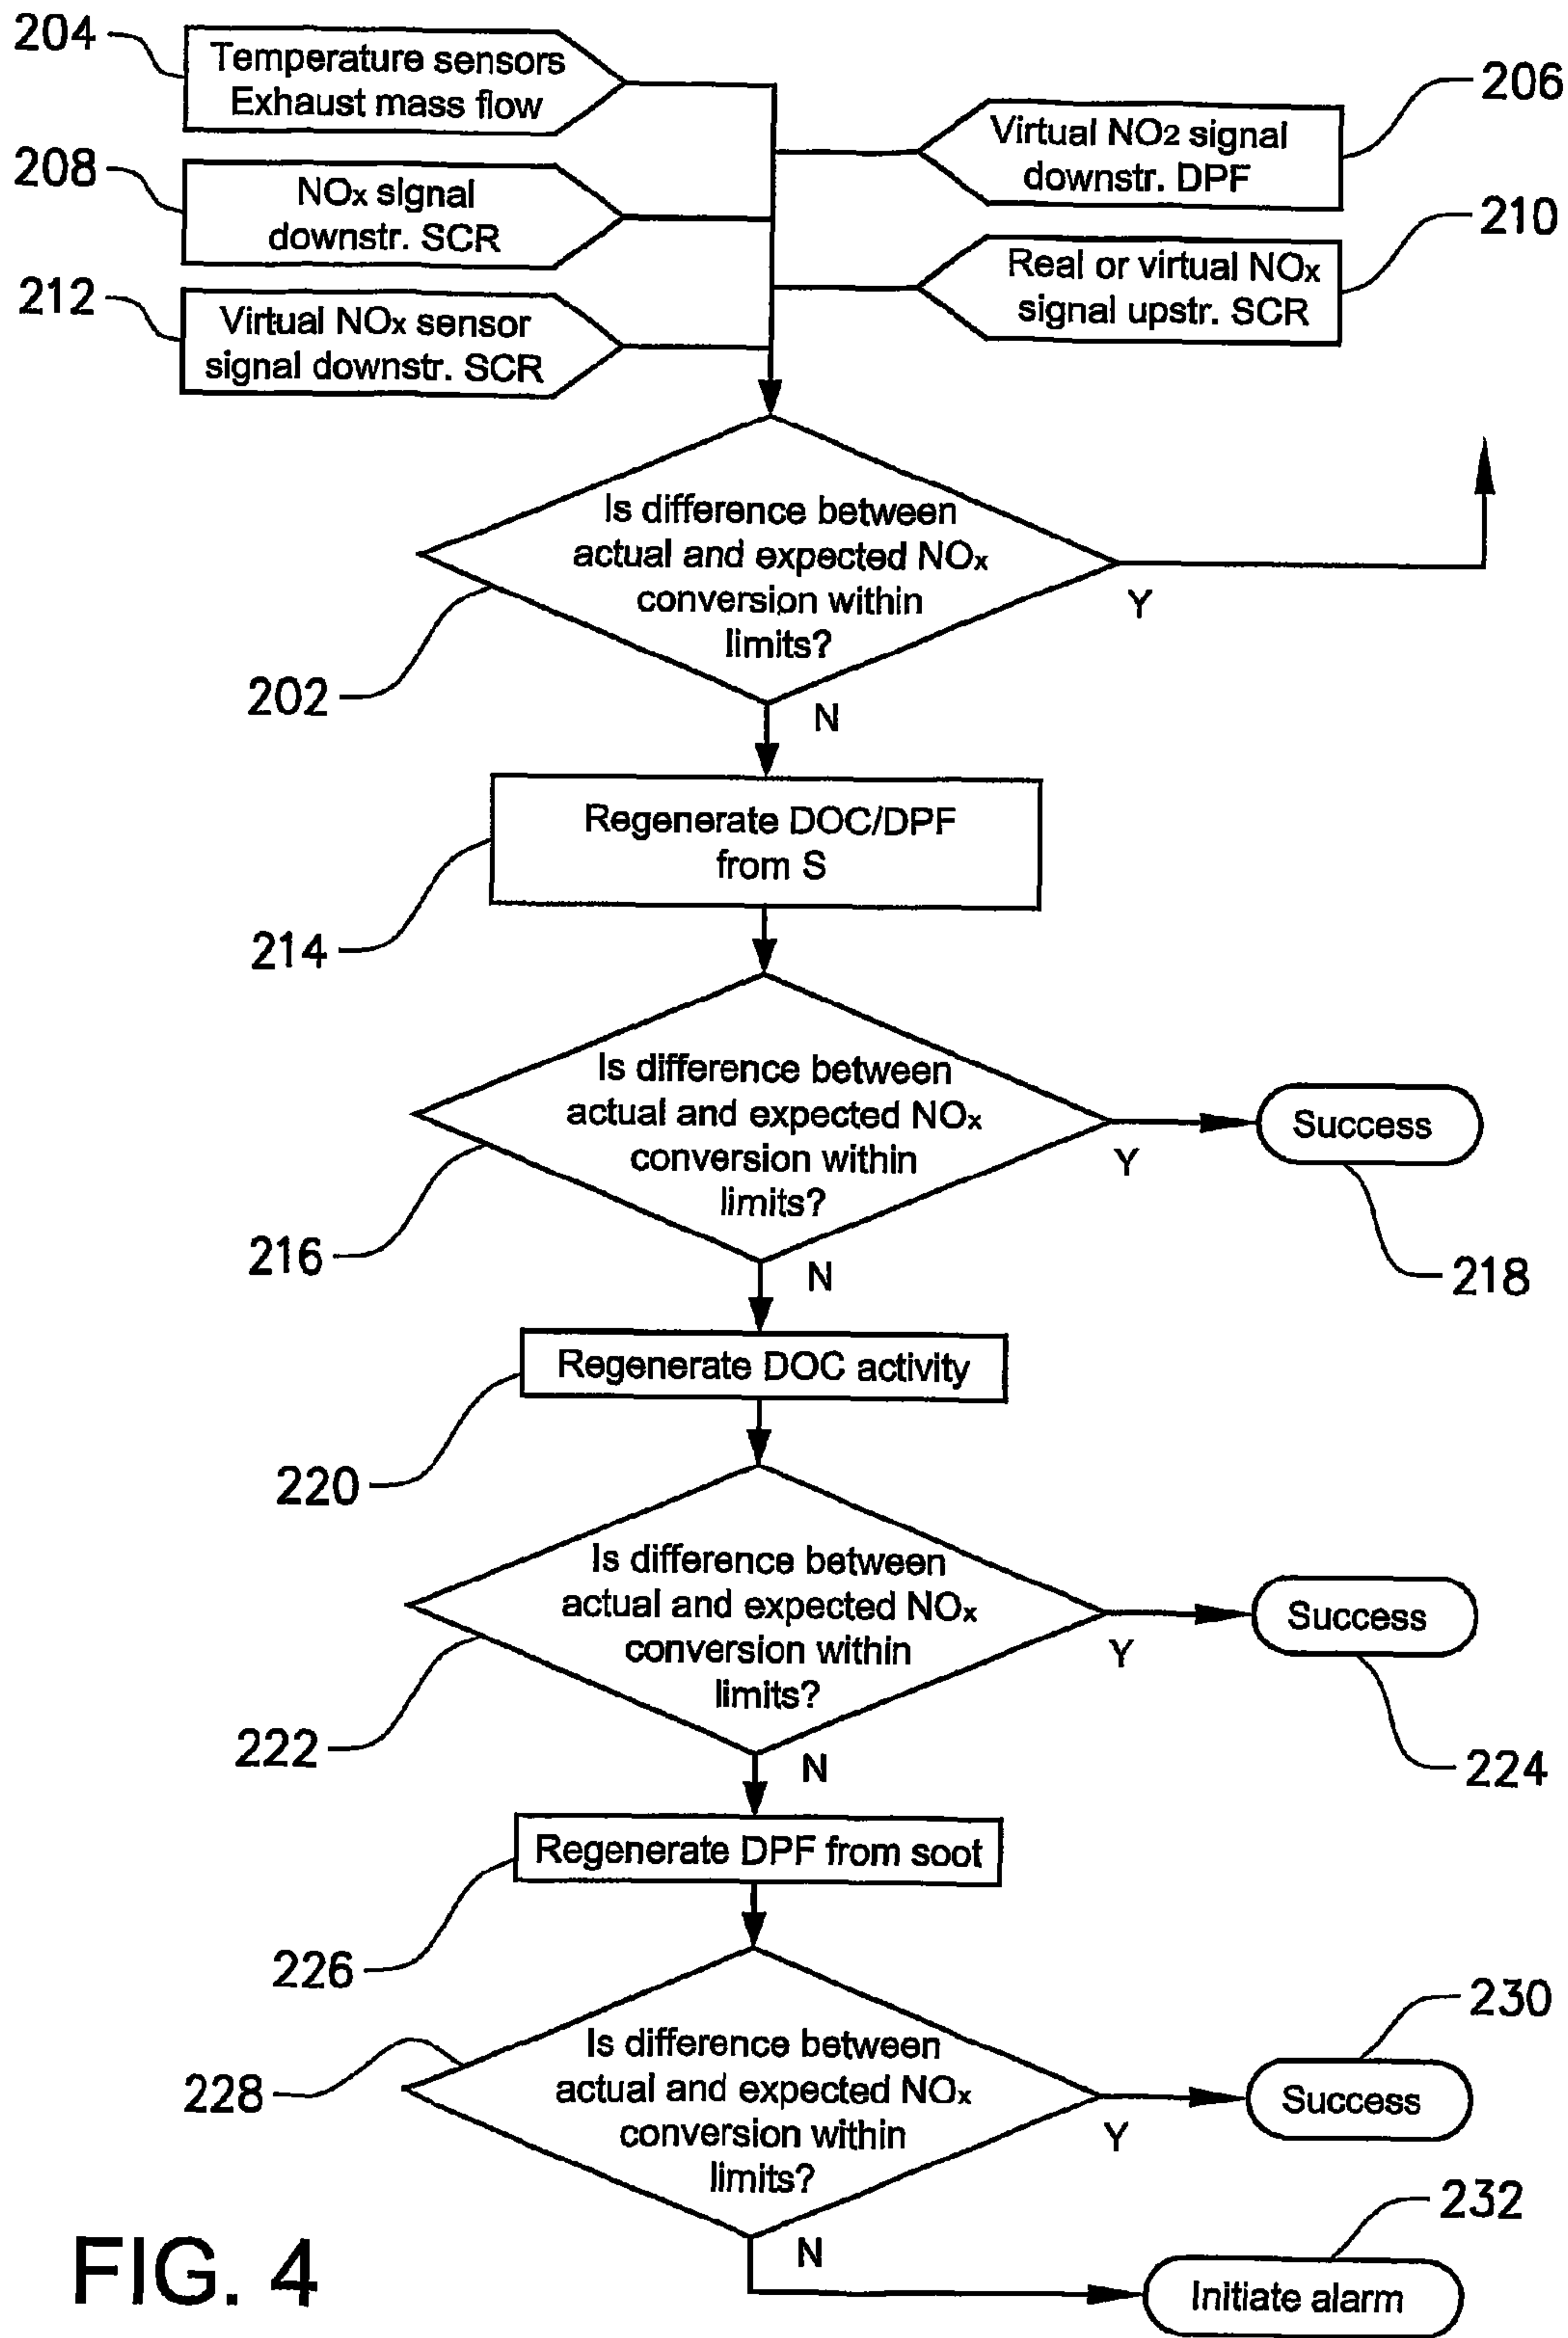 204
Temperature sensors
Exhaust mass flow
206
Virtual NO2 signal
downstr. DPF
208
NOx signal
downstr. SCR
210
Real or virtual NOx
signal upstr. SCR
212
Virtual NOx sensor
signal downstr. SCR
Is difference between
actual and expected NOx
conversion within
limits?
Y
202
N
Regenerate DOC/DPF
from S
214
Is difference between
actual and expected NOx
conversion within
limits?
Y
Success
216
218
N
Regenerate DOC activity
220
Is difference between
actual and expected NOx
conversion within
limits?
Y
Success
222
224
N
Regenerate DPF from soot
226
Is difference between
actual and expected NOx
conversion within
limits?
228
Y
230
Success
232
N
Initiate alarm
FIG. 4